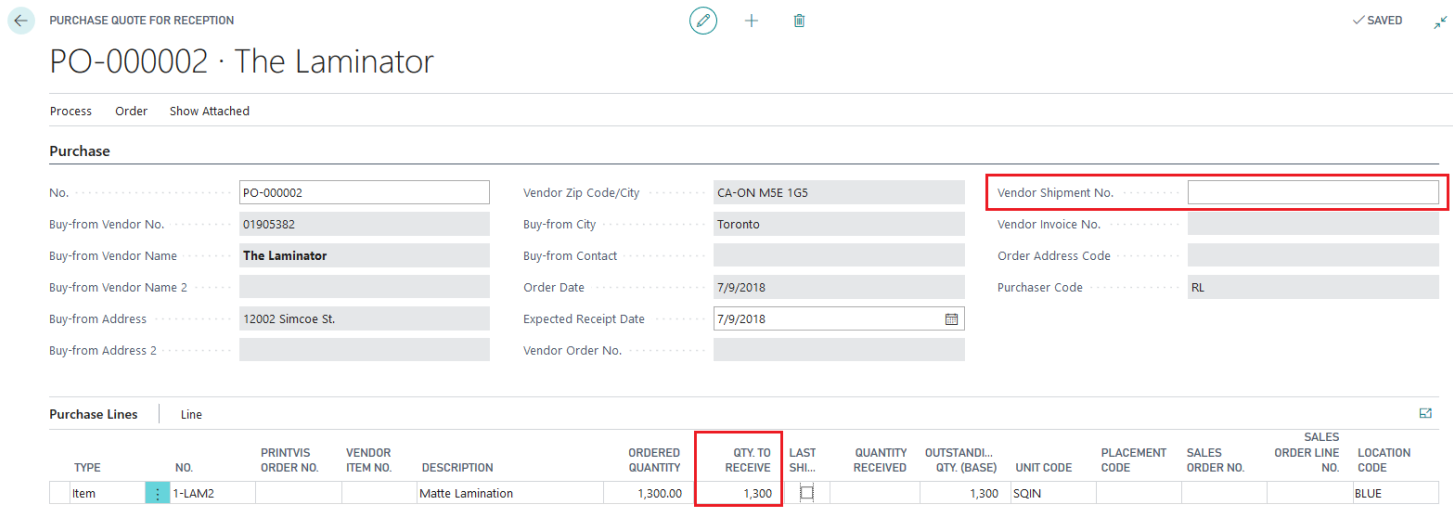 PURCHASE QUOTE FOR RECEPTION
SAVED
PO-000002 · The Laminator
Process Order Show Attached
Purchase
No. PO-000002 Vendor Zip Code/City CA-ON M5E 1G5 Vendor Shipment No.
Buy-from Vendor No. 01905382 Buy-from City Toronto Vendor Invoice No.
Buy-from Vendor Name The Laminator Buy-from Contact Order Address Code
Buy-from Vendor Name 2 Order Date 7/9/2018 Purchaser Code RL
Buy-from Address 12002 Simcoe St. Expected Receipt Date 7/9/2018
Buy-from Address 2 Vendor Order No.
Purchase Lines Line
TYPE NO. PRINTVIS ORDER NO. VENDOR ITEM NO. DESCRIPTION ORDERED QUANTITY QTY. TO RECEIVE LAST SHI... QUANTITY RECEIVED OUTSTANDI... QTY. (BASE) UNIT CODE PLACEMENT CODE SALES ORDER NO. SALES ORDER LINE NO. LOCATION CODE
Item 1-LAM2 Matte Lamination 1,300.00 1,300 1,300 SQIN BLUE